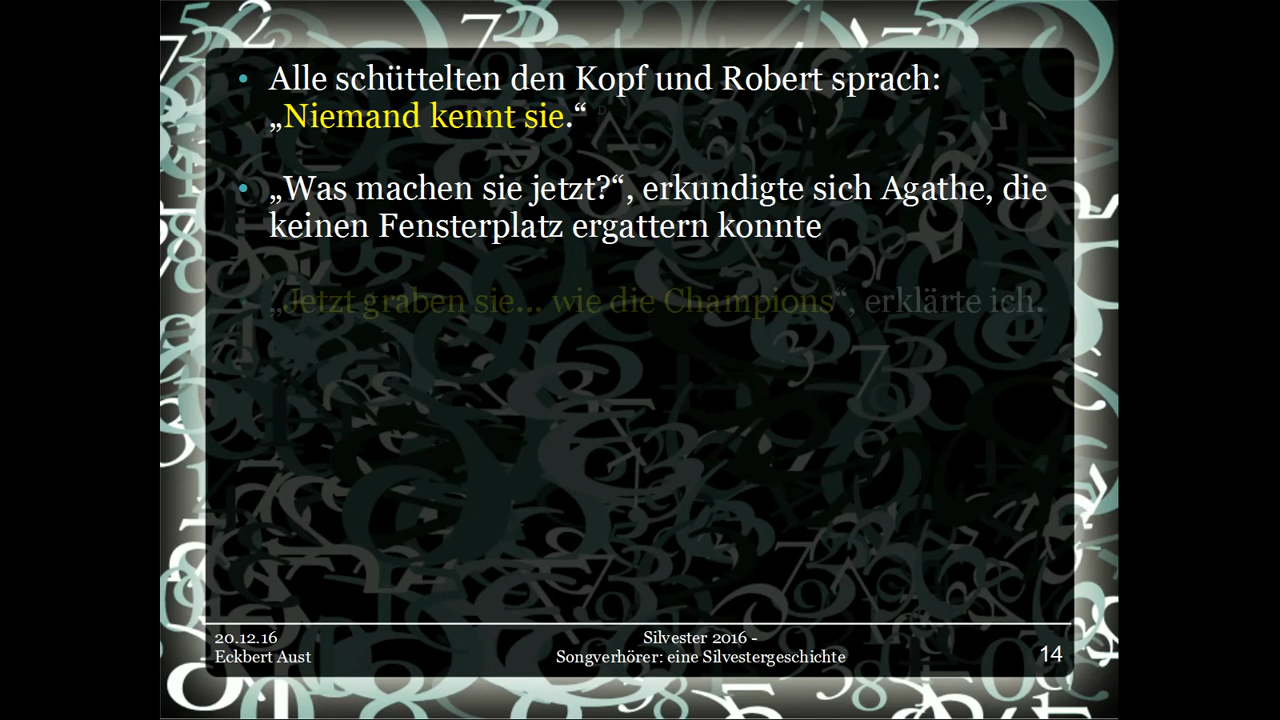 • Alle schüttelten den Kopf und Robert sprach:
„Niemand kennt sie.“
• „Was machen sie jetzt?“, erkundigte sich Agathe, die
keinen Fensterplatz ergattern konnte
„Jetzt graben sie... wie die Champions“, erklärte ich.
20.12.16
Eckbert Aust
Silvester 2016 -
Songverhörer: eine Silvestergeschichte
14